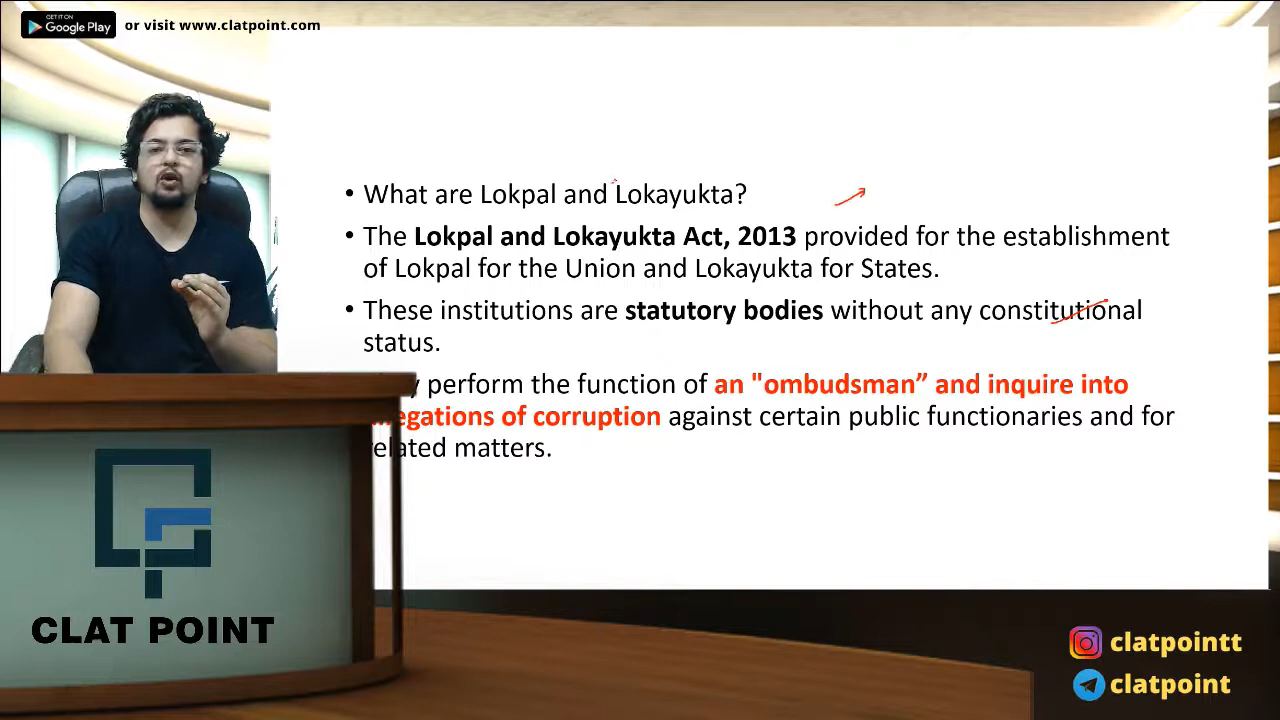 GET IT ON
Google Play
or visit www.clatpoint.com
• What are Lokpal and Lokayukta?
• The Lokpal and Lokayukta Act, 2013 provided for the establishment
of Lokpal for the Union and Lokayukta for States.
• These institutions are statutory bodies without any constitutional
status.
perform the function of an "ombudsman” and inquire into
of corruption against certain public functionaries and for
related matters.
CLAT POINT
clatpointt
clatpoint